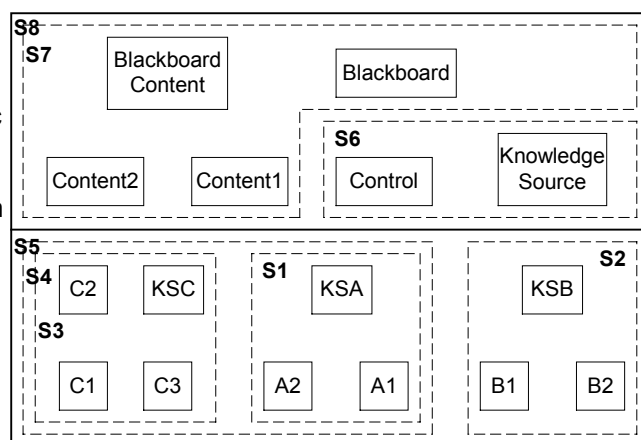 S8
S7
Blackboard
Content
Blackboard
c
S6
Content2
Content1
Control
Knowledge
Source
n
S5
S4
S3
C2
KSC
S1
KSA
S2
KSB
C1
C3
A2
A1
B1
B2